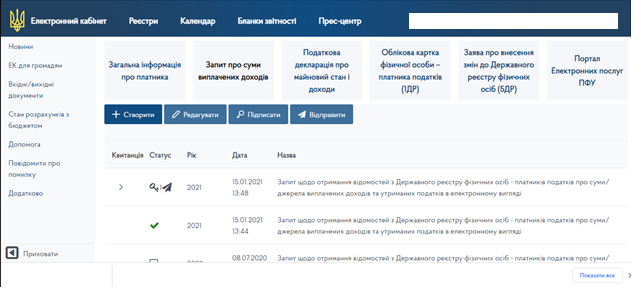 Електронний кабінет Реєстри Календар Бланки звітності Прес-центр
Новини
ЕК для громадян
Вхідні/вихідні
документи
Стан розрахунків з
бюджетом
Допомога
Повідомити про
помилку
Додатково
Приховати
Загальна інформація
про платника
Запит про суми
виплачених доходів
Податкова
декларація про
майновий стан і
доходи
Облікова картка
фізичної особи –
платника податків
(1ДР)
Заява про внесення
змін до Державного
реєстру фізичних
осіб (5ДР)
Портал
Електронних послуг
ПФУ
Створити Редагувати Підписати Відправити
Квитанція Статус Рік Дата Назва
2021
15.01.2021
13:48
Запит щодо отримання відомостей з Державного реєстру фізичних осіб - платників податків про суми/
джерела виплачених доходів та утриманих податків в електронному вигляді
2021
15.01.2021
13:44
Запит щодо отримання відомостей з Державного реєстру фізичних осіб - платників податків про суми/
джерела виплачених доходів та утриманих податків в електронному вигляді
08.07.2020
Запит щодо отримання відомостей з Державного реєстру фізичних осіб - платників податків про суми/
Показати все